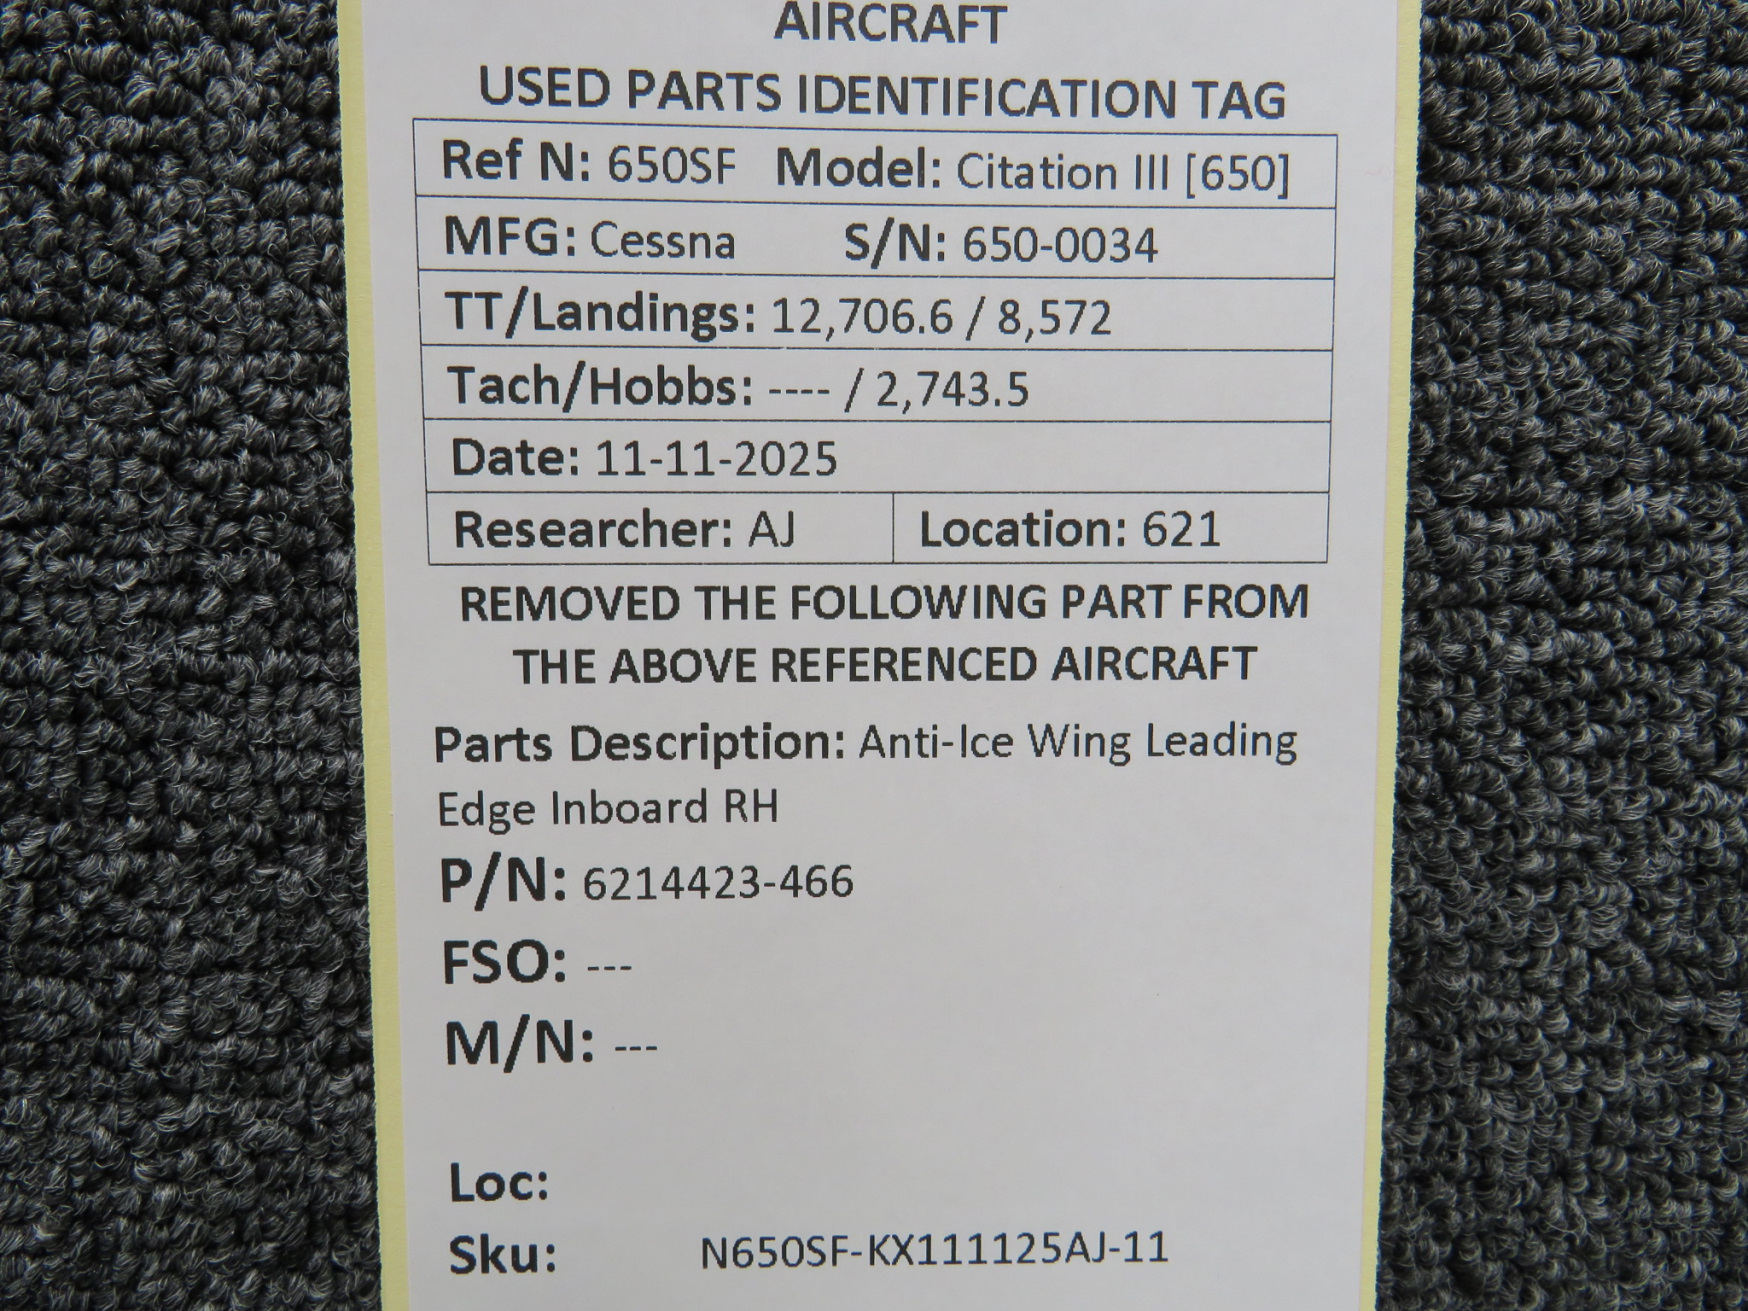 AIRCRAFT
USED PARTS IDENTIFICATION TAG
Ref N: 650SF Model: Citation III [650]
MFG: Cessna S/N: 650-0034
TT/Landings: 12,706.6 / 8,572
Tach/Hobbs: ---- / 2,743.5
Date: 11-11-2025
Researcher: AJ Location: 621
REMOVED THE FOLLOWING PART FROM
THE ABOVE REFERENCED AIRCRAFT
Parts Description: Anti-Ice Wing Leading
Edge Inboard RH
P/N: 6214423-466
FSO: ---
M/N: ---
Loc:
Sku: N650SF-KX111125AJ-11